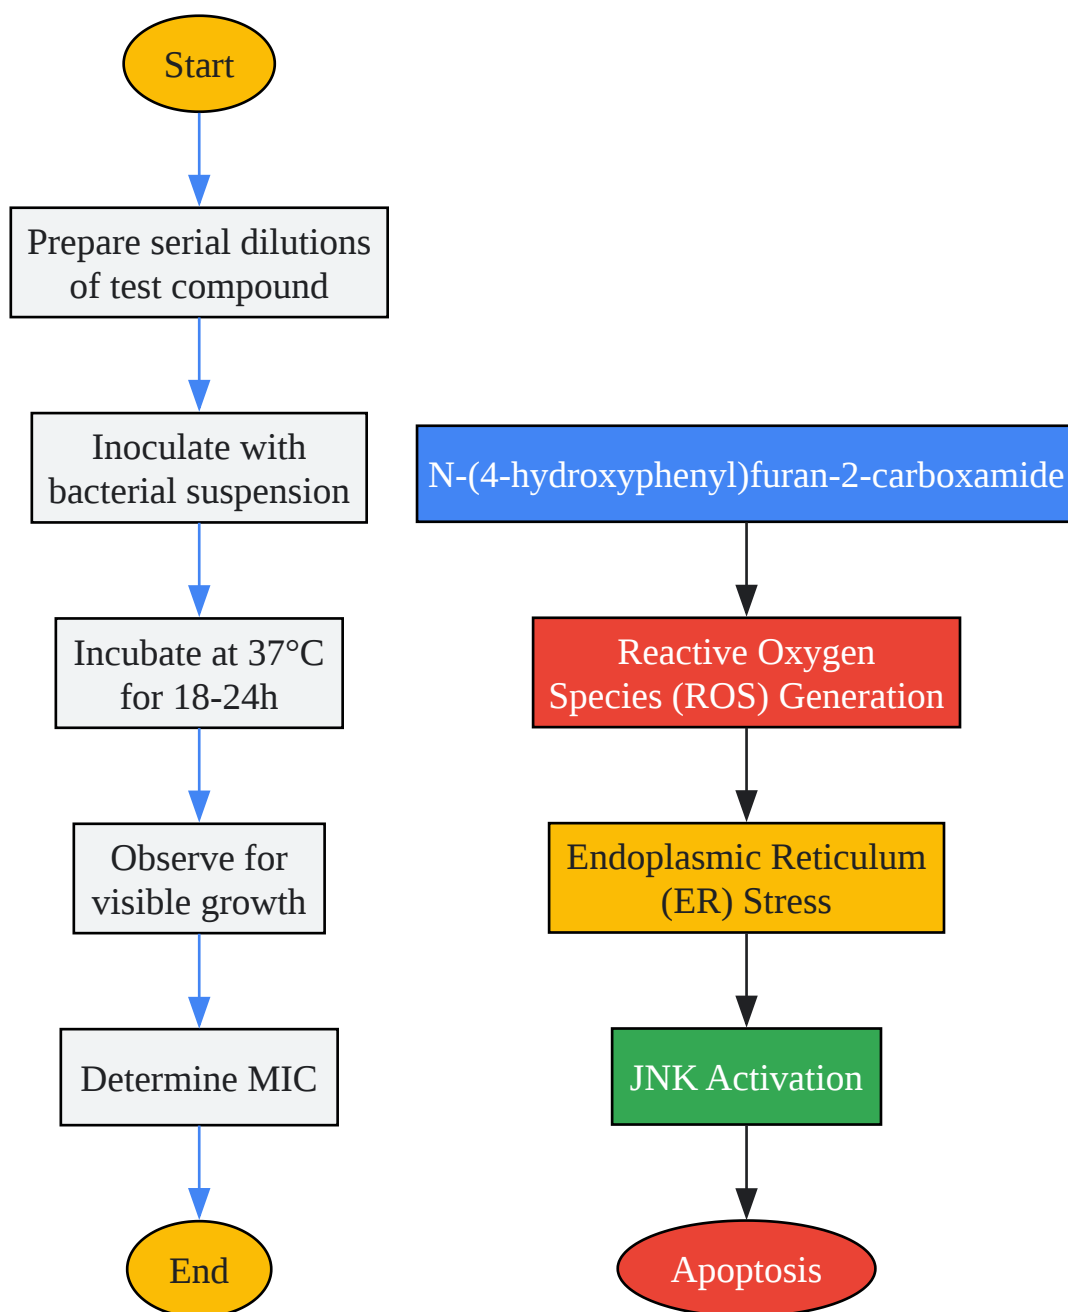 Start
Prepare serial dilutions
of test compound
Inoculate with
bacterial suspension
Incubate at 37°C
for 18-24h
Observe for
visible growth
Determine MIC
End
N-(4-hydroxyphenyl)furan-2-carboxamide
Reactive Oxygen
Species (ROS) Generation
Endoplasmic Reticulum
(ER) Stress
JNK Activation
Apoptosis